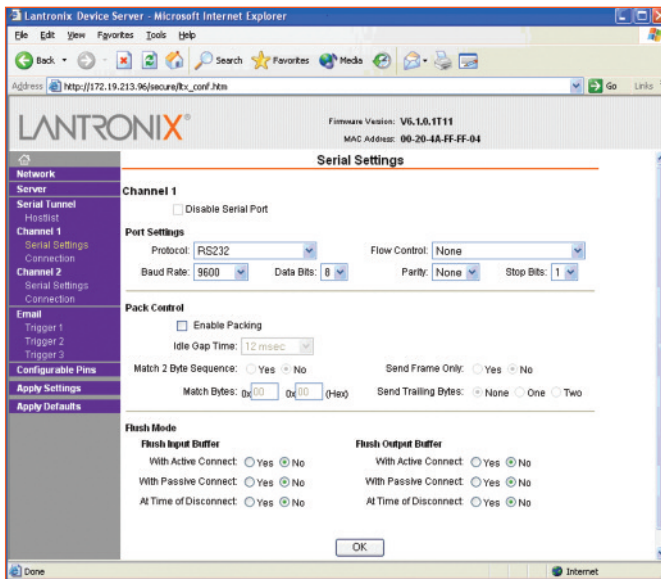 Lantronix Device Server - Microsoft Internet Explorer
File Edit View Favorites Tools Help
Back Search Favorites Media
Address http://172.19.213.96/secure/ltx_conf.htm Go Links
LANTRONIX®
Firmware Version: V6.1.0.1T11
MAC Address: 00-20-4A-FF-FF-04
Network
Server
Serial Tunnel
Hostlist
Channel 1
Serial Settings
Connection
Channel 2
Serial Settings
Connection
Email
Trigger 1
Trigger 2
Trigger 3
Configurable Pins
Apply Settings
Apply Defaults
Serial Settings
Channel 1
Disable Serial Port
Port Settings
Protocol: RS232 Flow Control: None
Baud Rate: 9600 Data Bits: 8 Parity: None Stop Bits: 1
Pack Control
Enable Packing
Idle Gap Time: 12 msec
Match 2 Byte Sequence: Yes No Send Frame Only: Yes No
Match Bytes: 0x 00 0x 00 (Hex) Send Trailing Bytes: None One Two
Flush Mode
Flush Input Buffer Flush Output Buffer
With Active Connect: Yes No With Active Connect: Yes No
With Passive Connect: Yes No With Passive Connect: Yes No
At Time of Disconnect: Yes No At Time of Disconnect: Yes No
OK
Done Internet